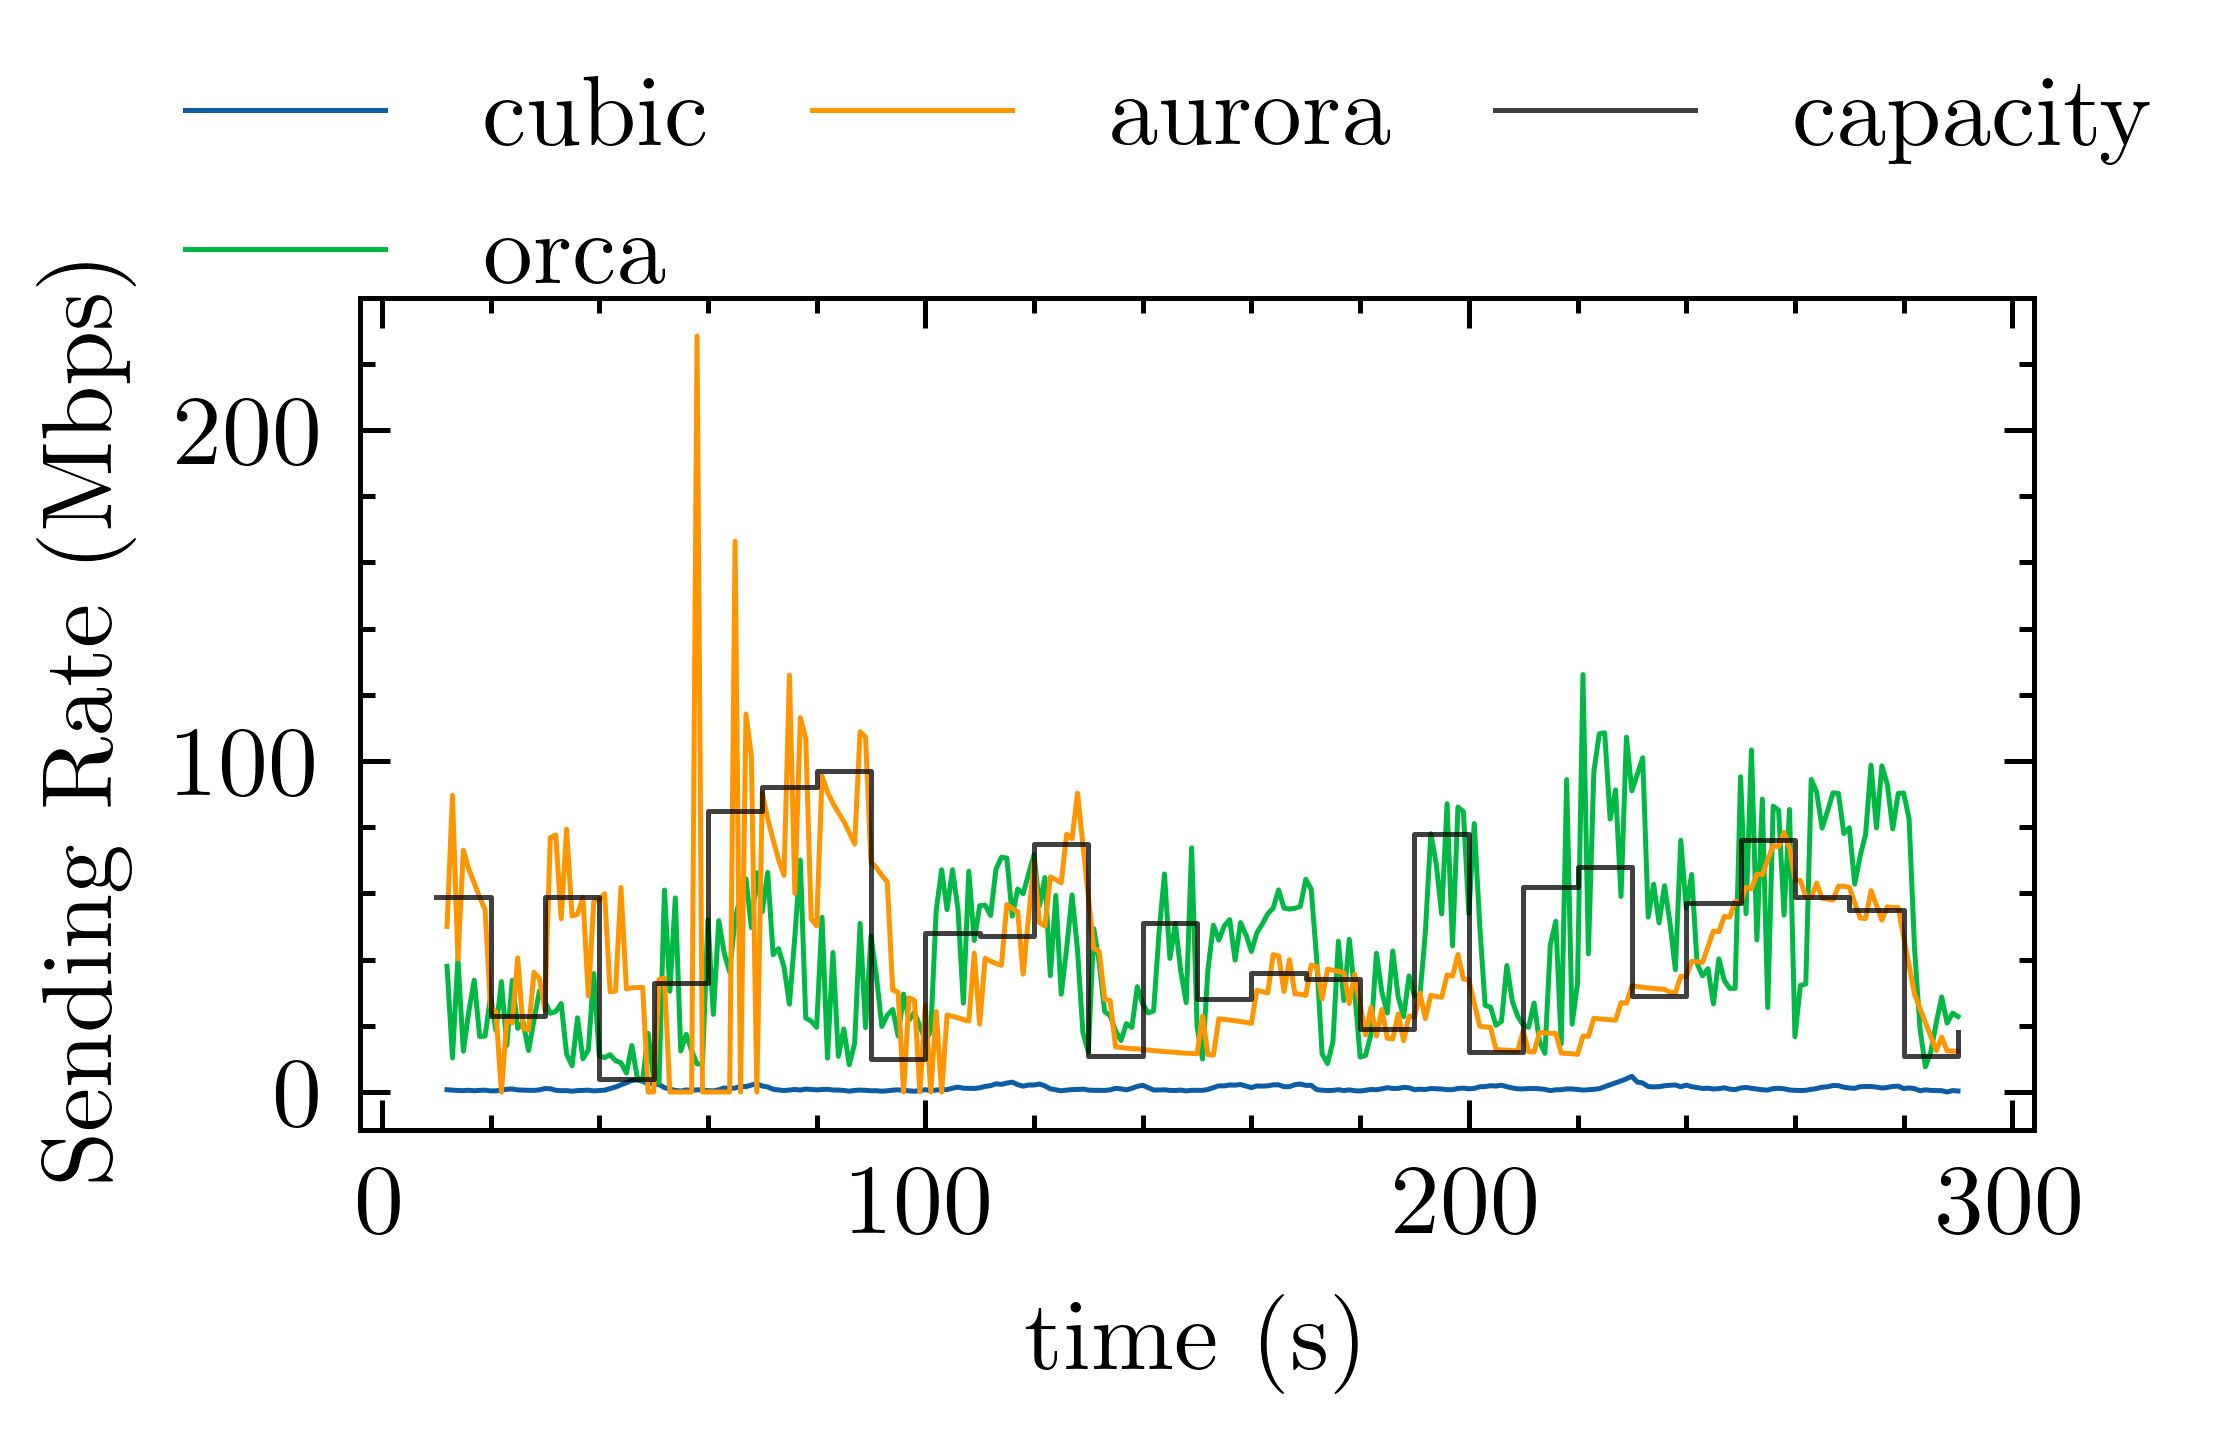 cubic aurora capacity
orca
Sending Rate (Mbps)
200
100
0
0 100 200 300
time (s)